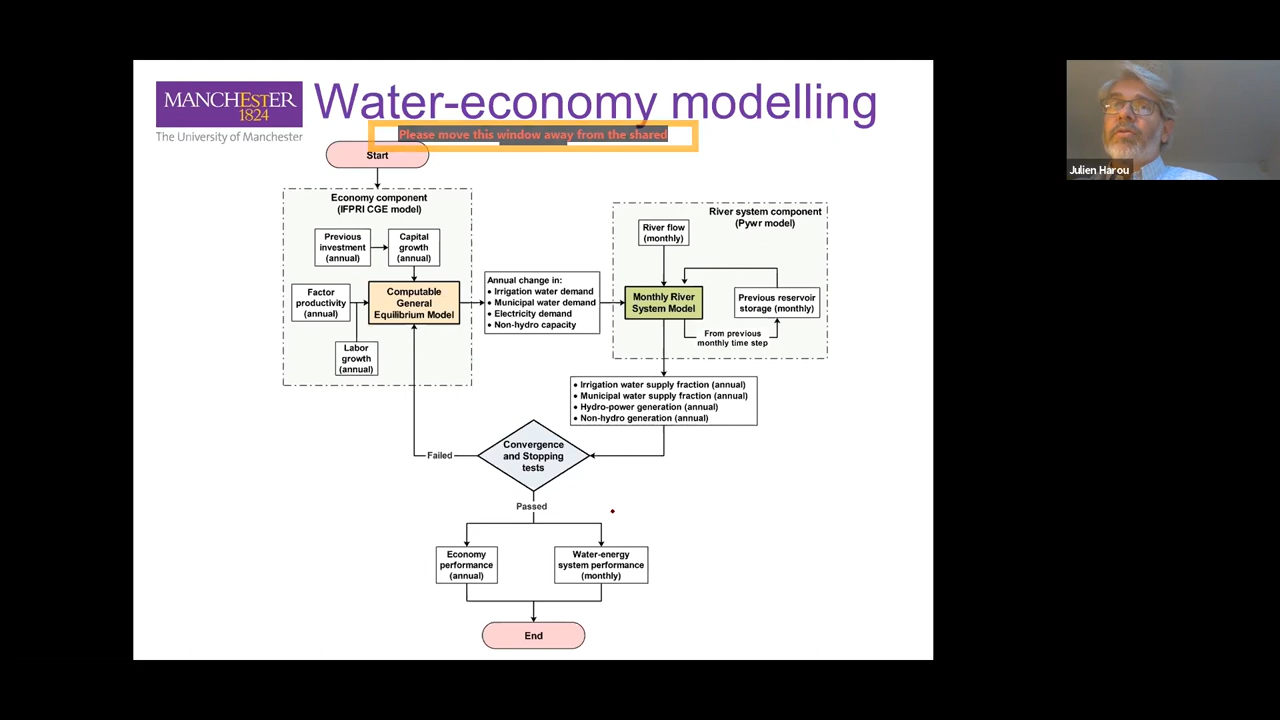 MANCHESTER
1824
The University of Manchester
Water-economy modelling
Please move this window away from the shared
Start
Economy component
(IFPRI CGE model)
Previous
investment
(annual)
Capital
growth
(annual)
Factor
productivity
(annual)
Computable
General
Equilibrium Model
Labor
growth
(annual)
Annual change in:
• Irrigation water demand
• Municipal water demand
• Electricity demand
• Non-hydro capacity
River system component
(Pywr model)
River flow
(monthly)
Monthly River
System Model
Previous reservoir
storage (monthly)
From previous
monthly time step
• Irrigation water supply fraction (annual)
• Municipal water supply fraction (annual)
• Hydro-power generation (annual)
• Non-hydro generation (annual)
Convergence
and Stopping
tests
Failed
Passed
Economy
performance
(annual)
Water-energy
system performance
(monthly)
End
Julien Harou